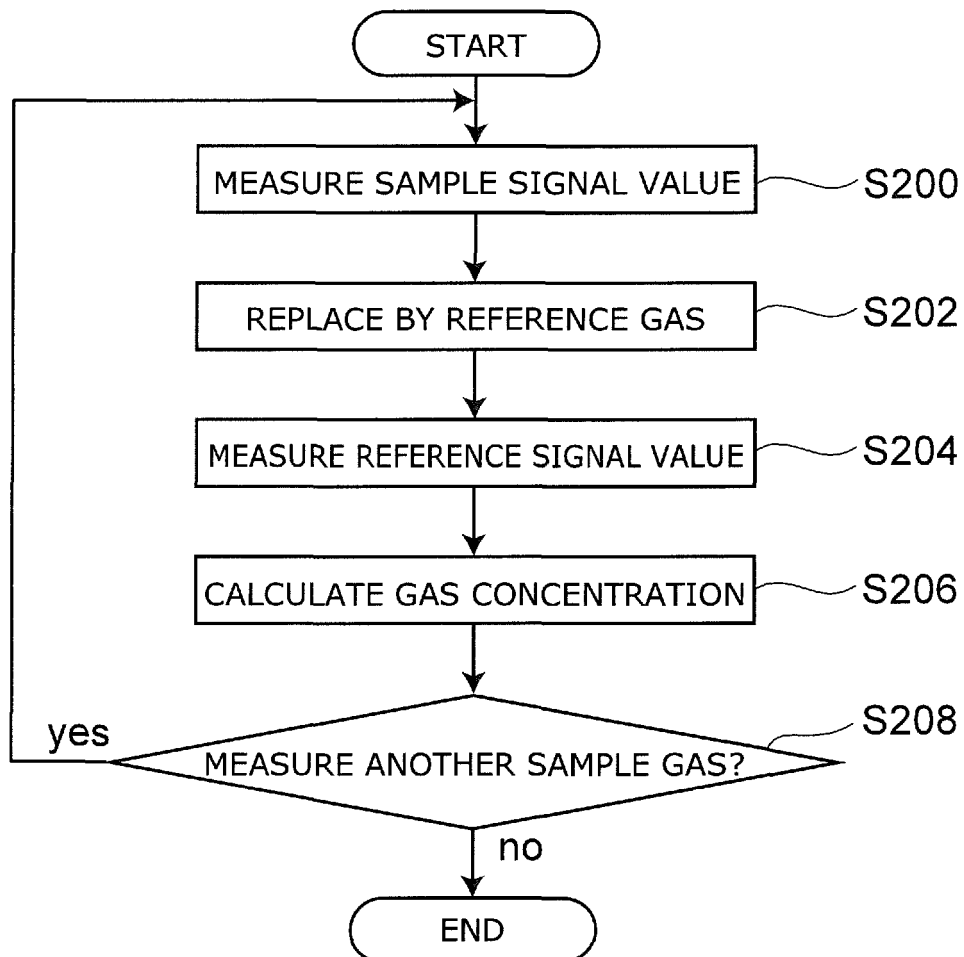 START
MEASURE SAMPLE SIGNAL VALUE
S200
REPLACE BY REFERENCE GAS
S202
MEASURE REFERENCE SIGNAL VALUE
S204
CALCULATE GAS CONCENTRATION
S206
yes
MEASURE ANOTHER SAMPLE GAS?
S208
no
END